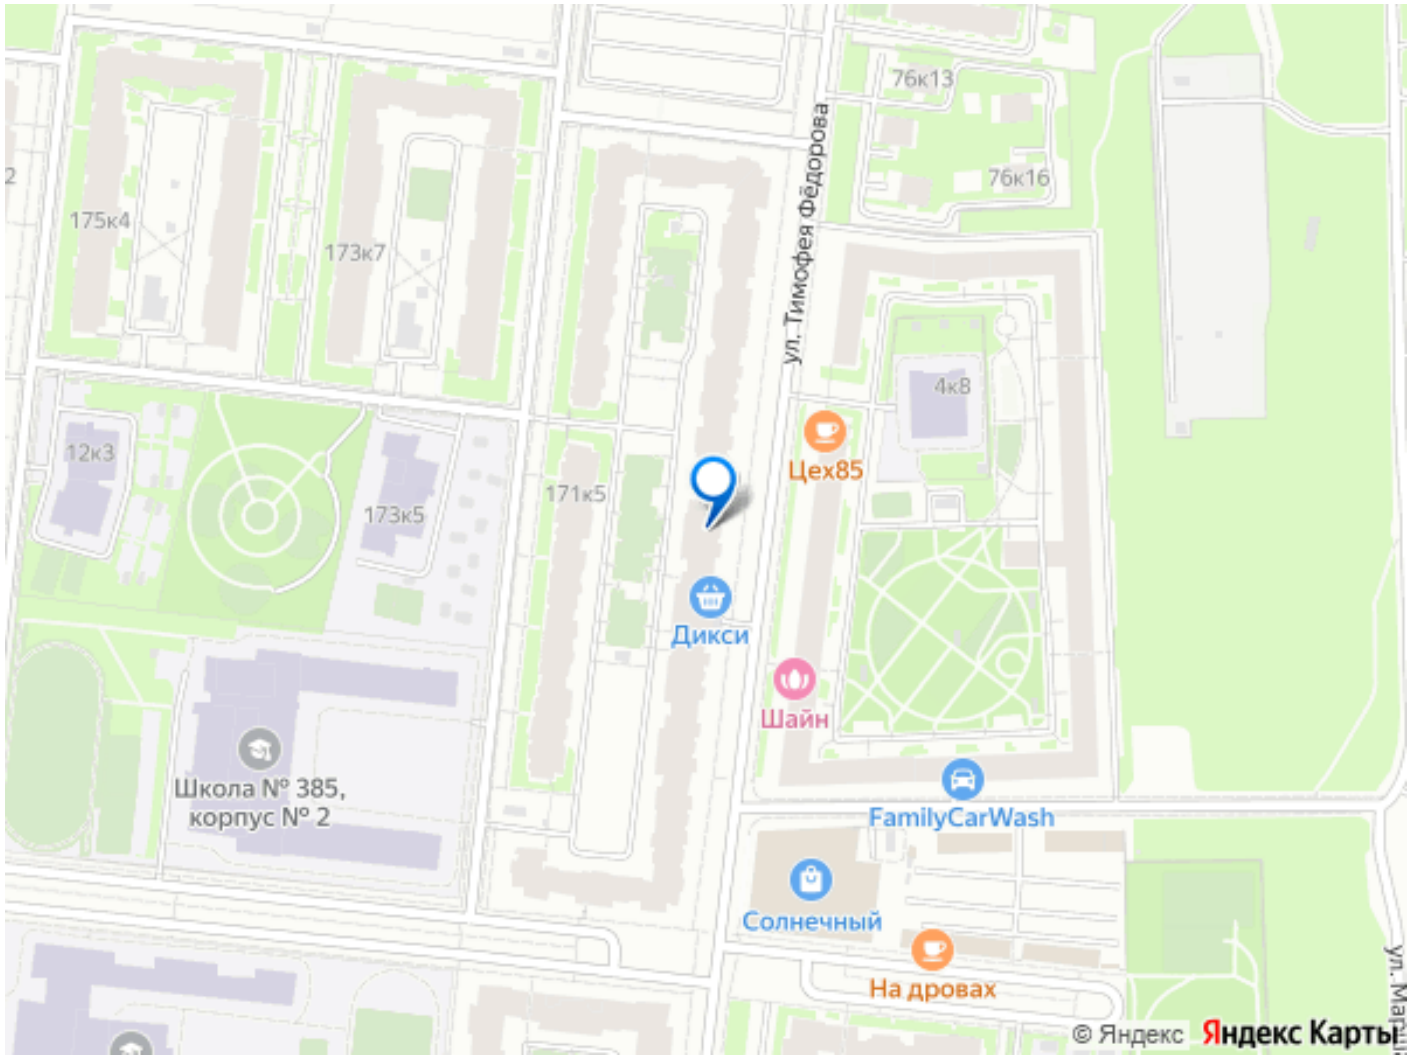 76к13
76к16
ул. Тимофея Фёдорова
2
175к4
173к7
4к8
12к3
171к5
173к5
Цех85
Дикси
Шайн
Школа № 385,
корпус № 2
FamilyCarWash
Солнечный
На дровах
© Яндекс
Яндекс Карты